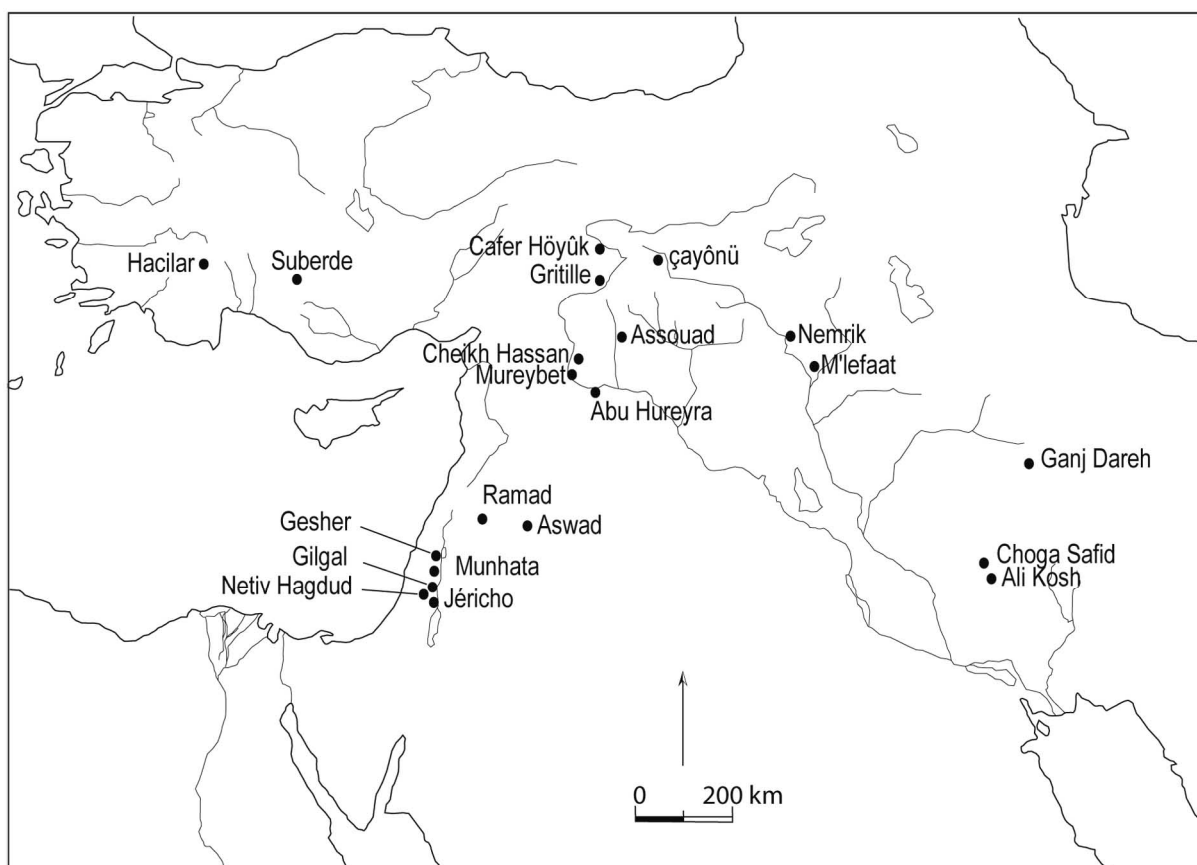 Cafer Höyûk
çayônü
Hacilar
Suberde
Gritille
Assouad
Nemrik
Cheikh Hassan
M'lefaat
Mureybet
Abu Hureyra
Ganj Dareh
Ramad
Gesher
Aswad
Gilgal
Munhata
Choga Safid
Netiv Hagdud
Ali Kosh
Jéricho
0 200 km